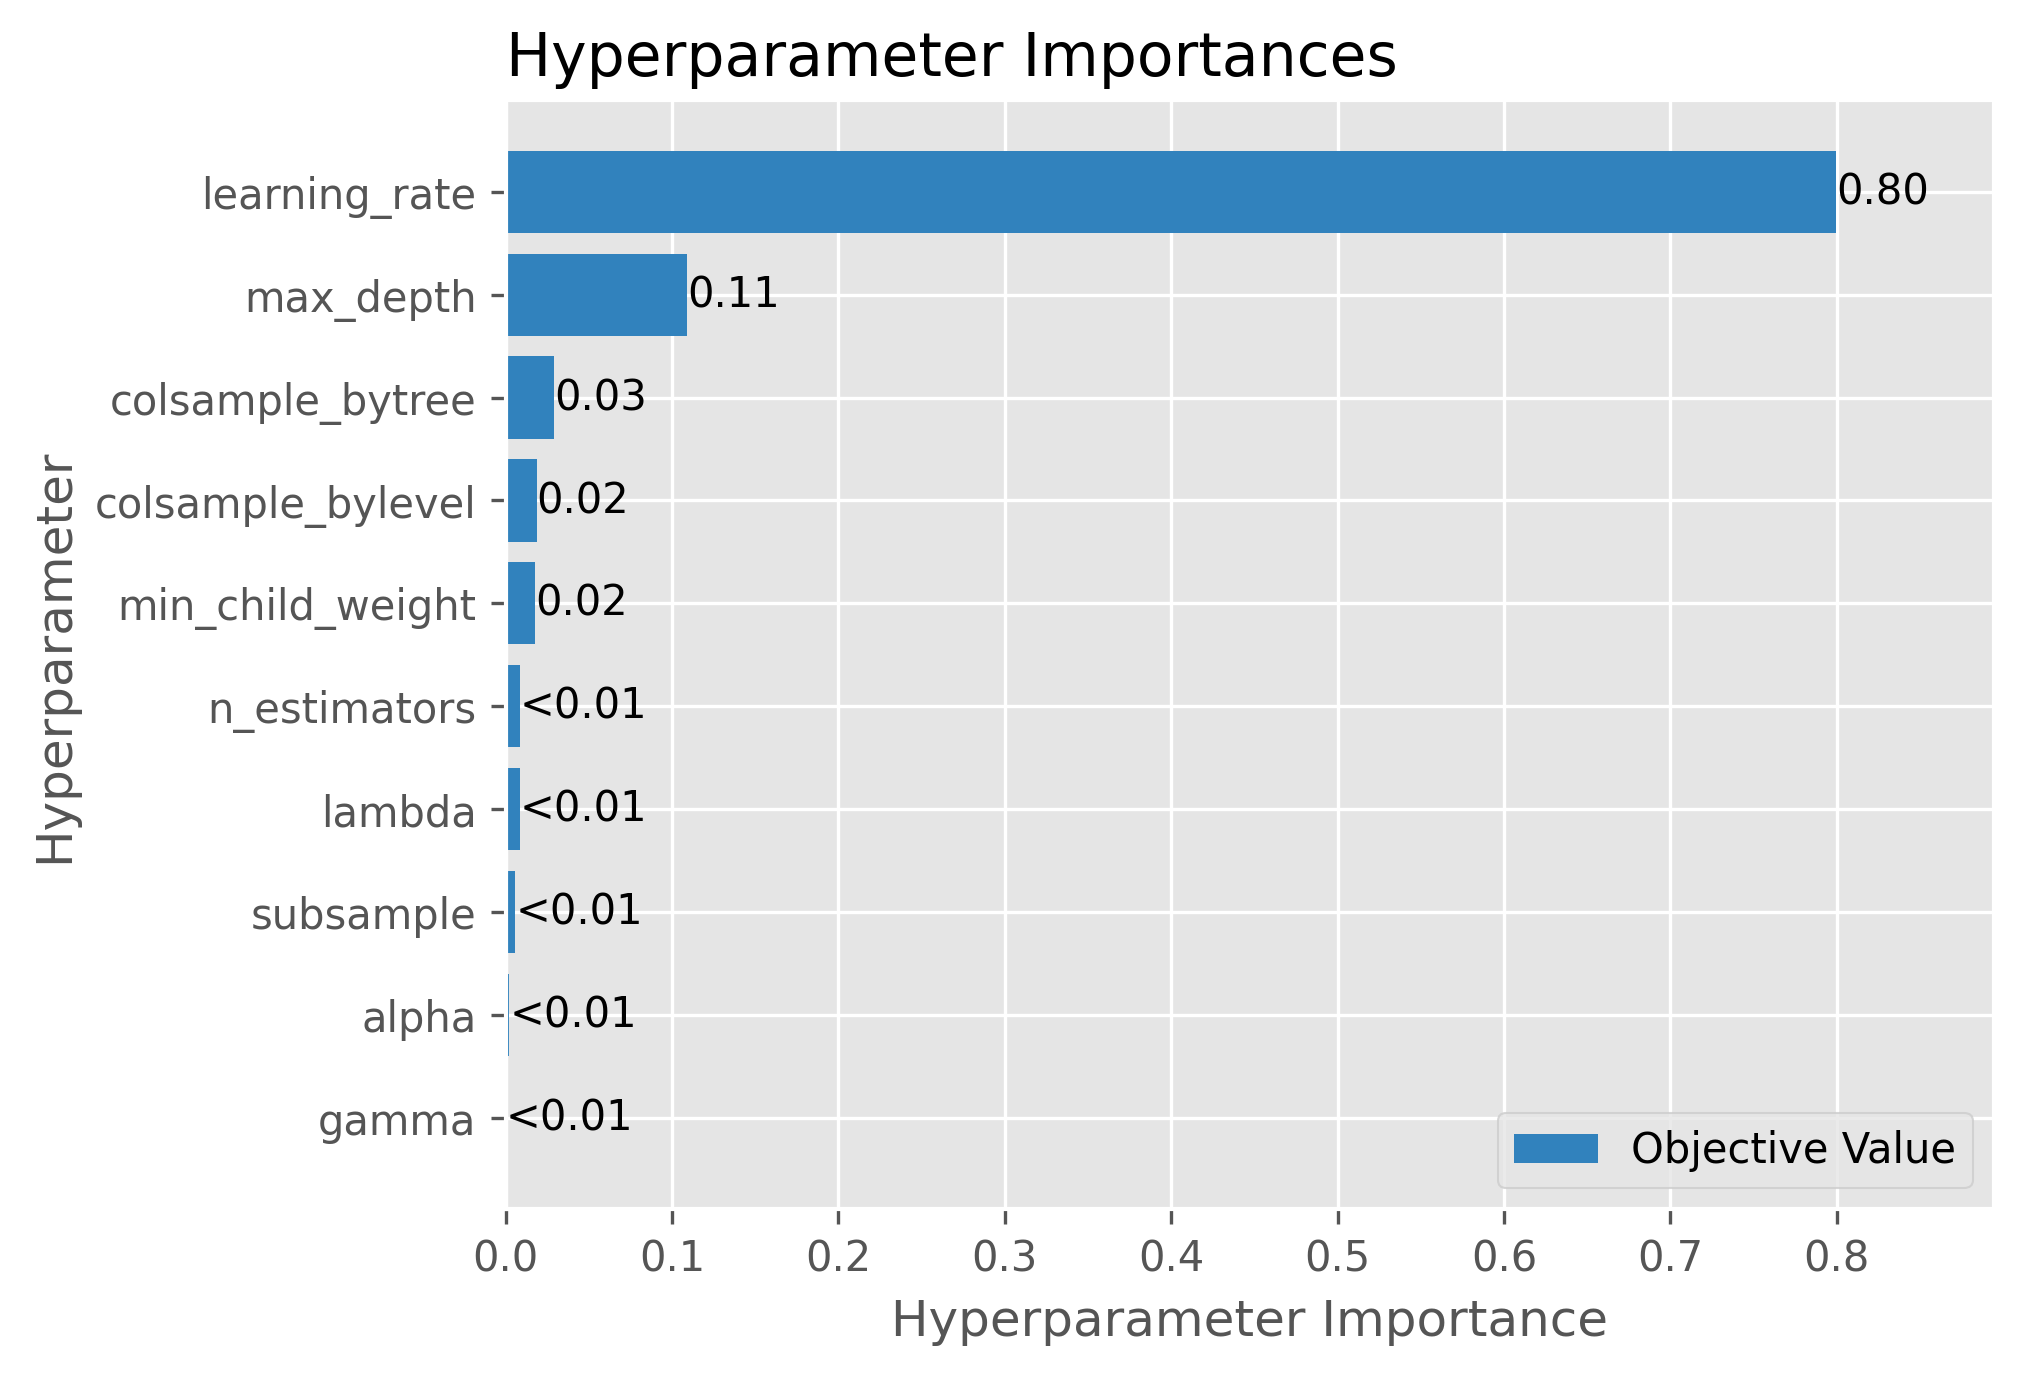 Hyperparameter Importances
learning_rate
0.80
max_depth
0.11
colsample_bytree
0.03
colsample_bylevel
0.02
min_child_weight
0.02
n_estimators
<0.01
lambda
<0.01
subsample
<0.01
alpha
<0.01
gamma
<0.01
Hyperparameter
Objective Value
0.0 0.1 0.2 0.3 0.4 0.5 0.6 0.7 0.8
Hyperparameter Importance